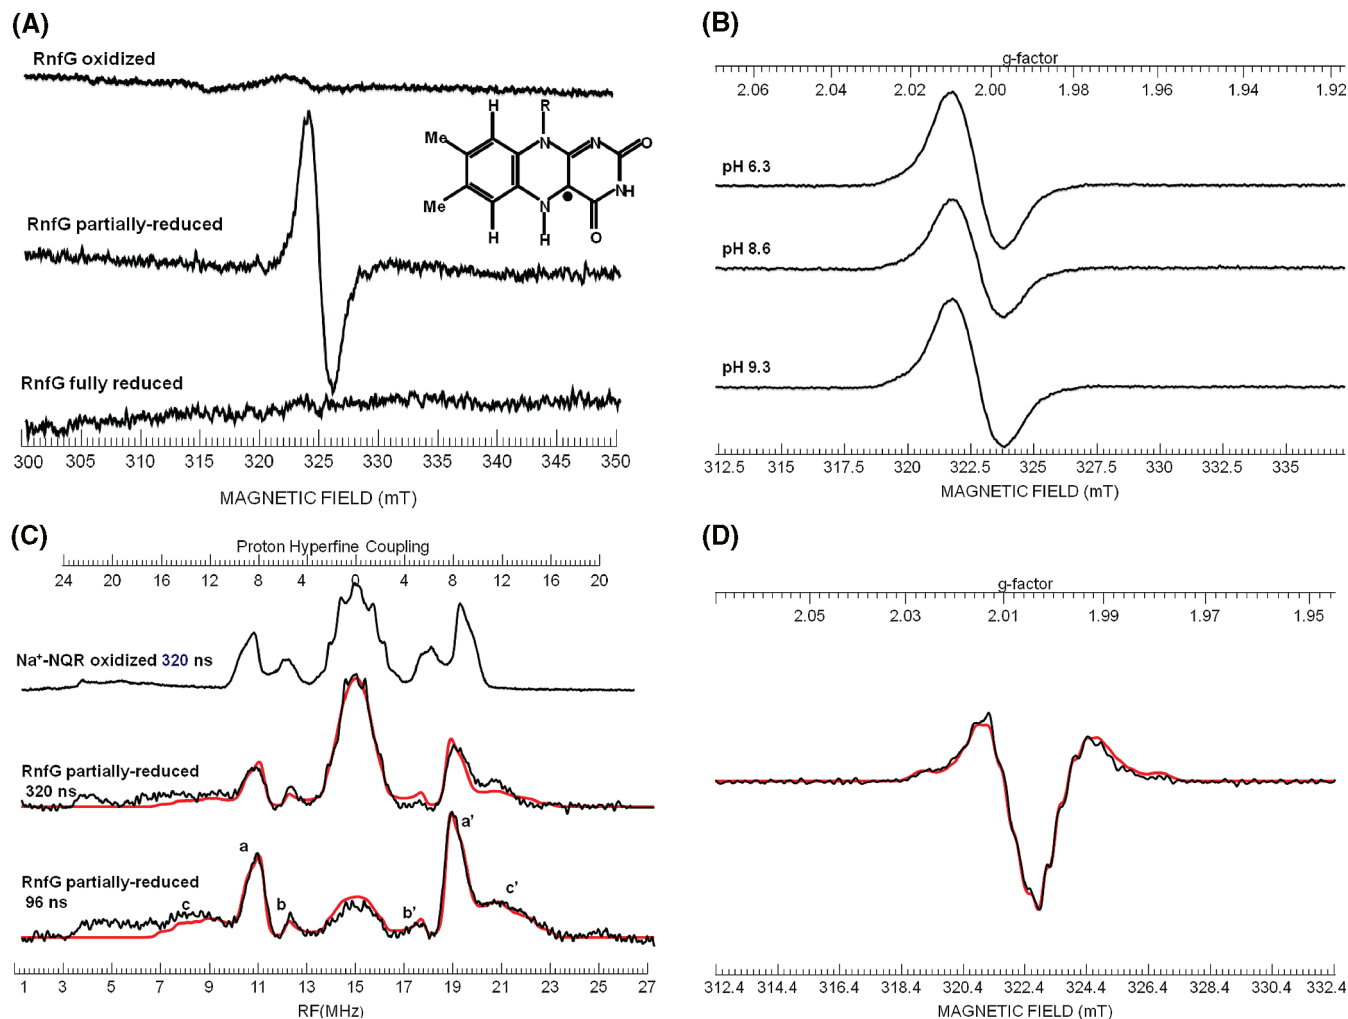 (A)
RnfG oxidized
H
R
Me
N
N
O
Me
N
NH
H
H
O
RnfG partially-reduced
RnfG fully reduced
300 305 310 315 320 325 330 335 340 345 350
MAGNETIC FIELD (mT)
(B)
g-factor
2.06 2.04 2.02 2.00 1.98 1.96 1.94 1.92
pH 6.3
pH 8.6
pH 9.3
312.5 315 317.5 320 322.5 325 327.5 330 332.5 335
MAGNETIC FIELD (mT)
(C)
Proton Hyperfine Coupling
24 20 16 12 8 4 0 4 8 12 16 20
Na+-NQR oxidized 320 ns
RnfG partially-reduced
320 ns
RnfG partially-reduced
96 ns
a
b
c
a'
b'
c'
1 3 5 7 9 11 13 15 17 19 21 23 25 27
RF(MHz)
(D)
g-factor
2.05 2.03 2.01 1.99 1.97 1.95
312.4 314.4 316.4 318.4 320.4 322.4 324.4 326.4 328.4 330.4 332.4
MAGNETIC FIELD (mT)